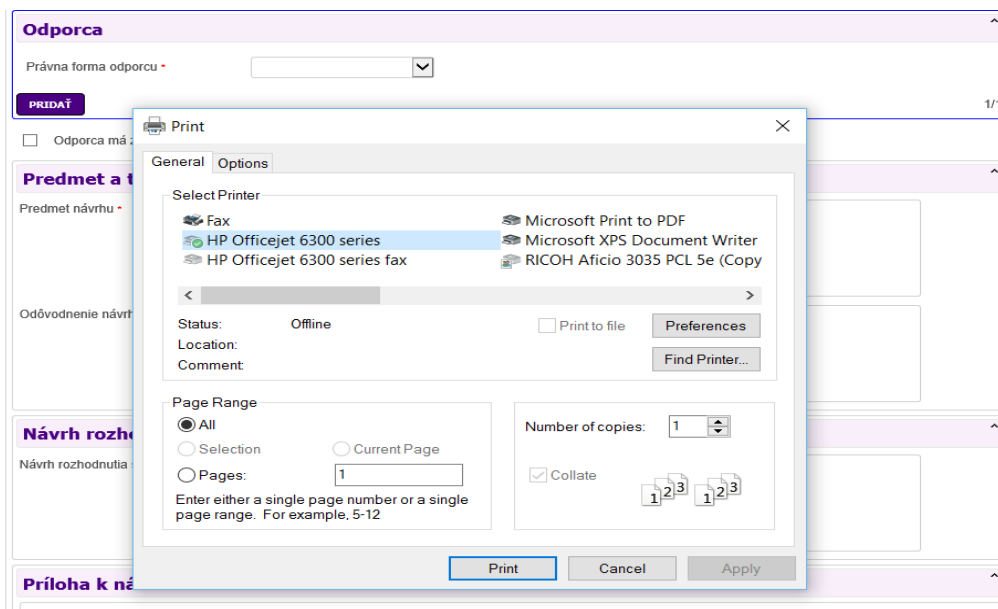 Odporca
Právna forma odporcu *
PRIDAŤ
1/1
Odporca má
Print
General Options
Predmet a t
Select Printer
Predmet návrhu *
Fax
Microsoft Print to PDF
HP Officejet 6300 series
Microsoft XPS Document Writer
HP Officejet 6300 series fax
RICOH Aficio 3035 PCL 5e (Copy
Odôvodnenie návrh
Status: Offline
Print to file
Preferences
Location:
Comment:
Find Printer...
Page Range
All
Number of copies: 1
Návrh rozho
Selection
Current Page
Návrh rozhodnutia
Pages: 1
Collate
1 2 3 1 2 3
Enter either a single page number or a single
page range. For example, 5-12
Print
Cancel
Apply
Príloha k ná